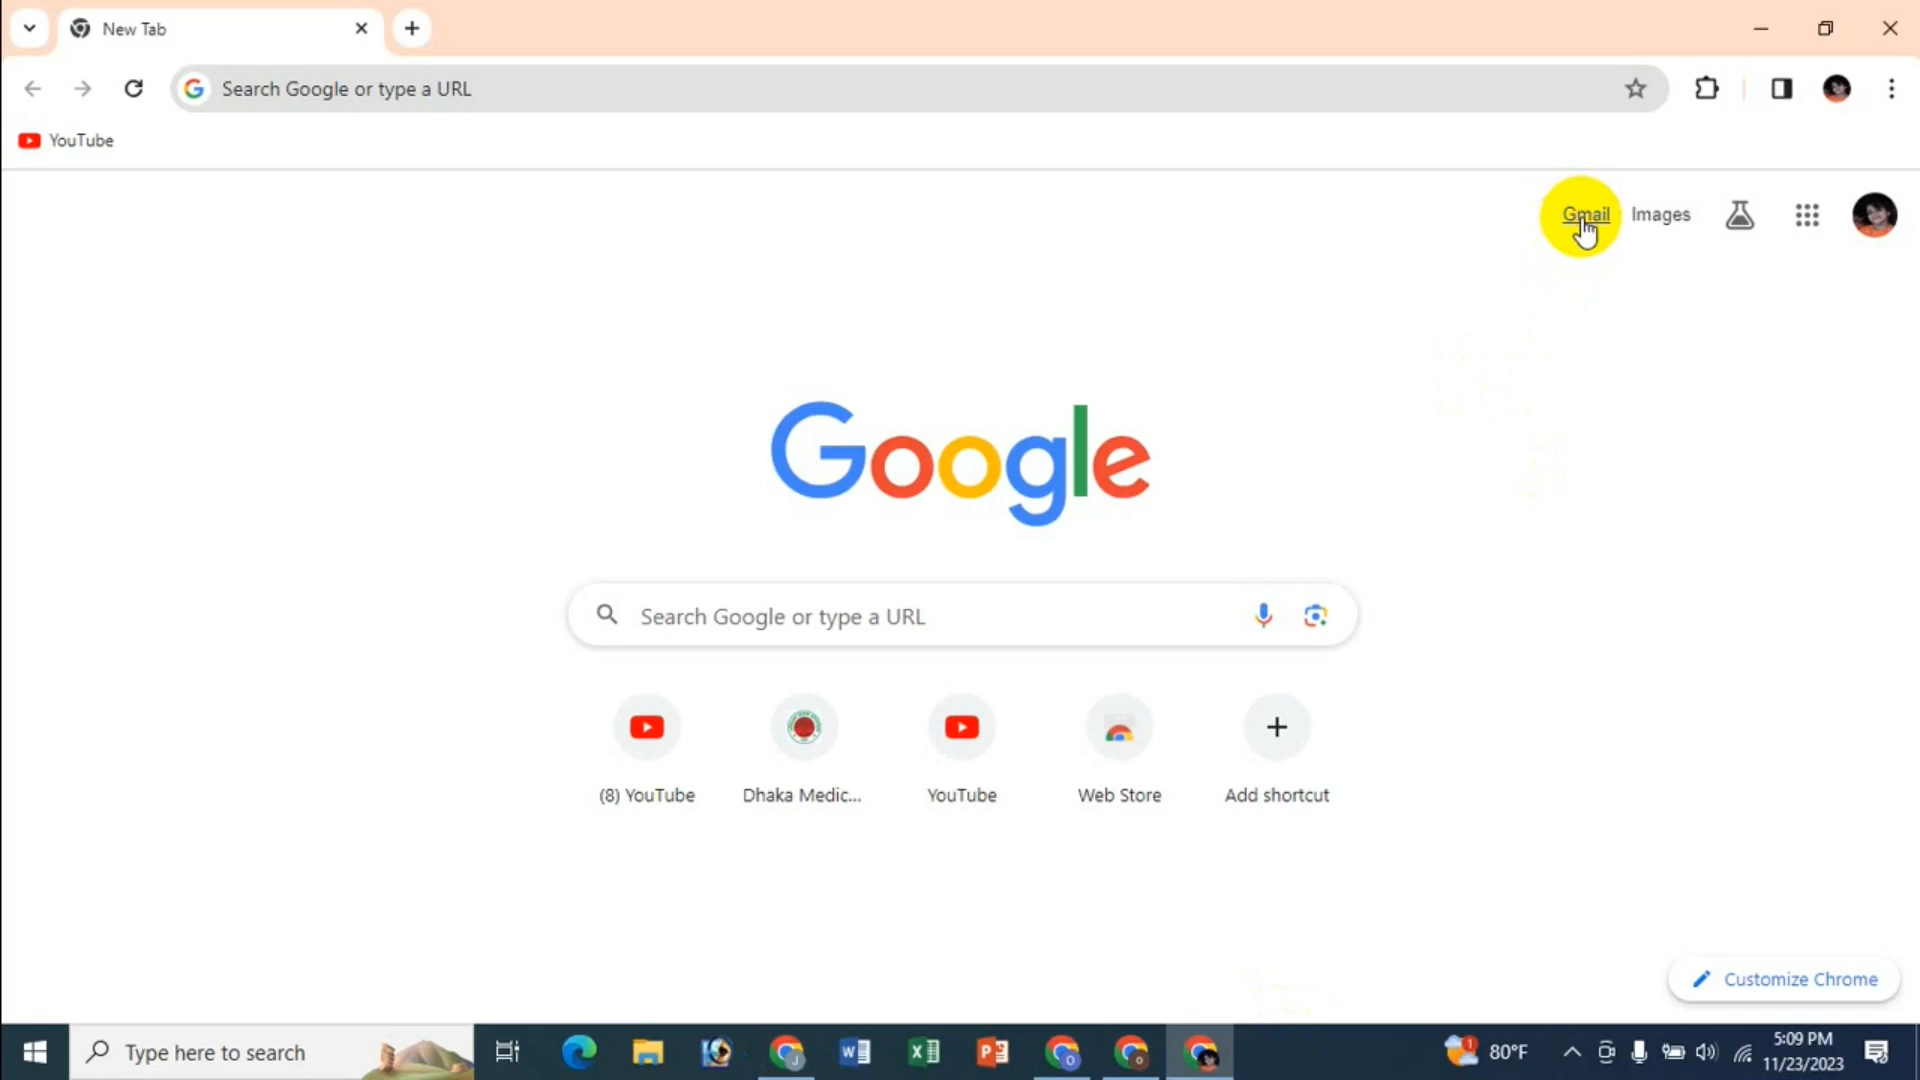 New Tab
Search Google or type a URL
YouTube
Gmail Images
Google
Search Google or type a URL
(8) YouTube Dhaka Medic... YouTube Web Store Add shortcut
Customize Chrome
Type here to search
80°F
5:09 PM
11/23/2023